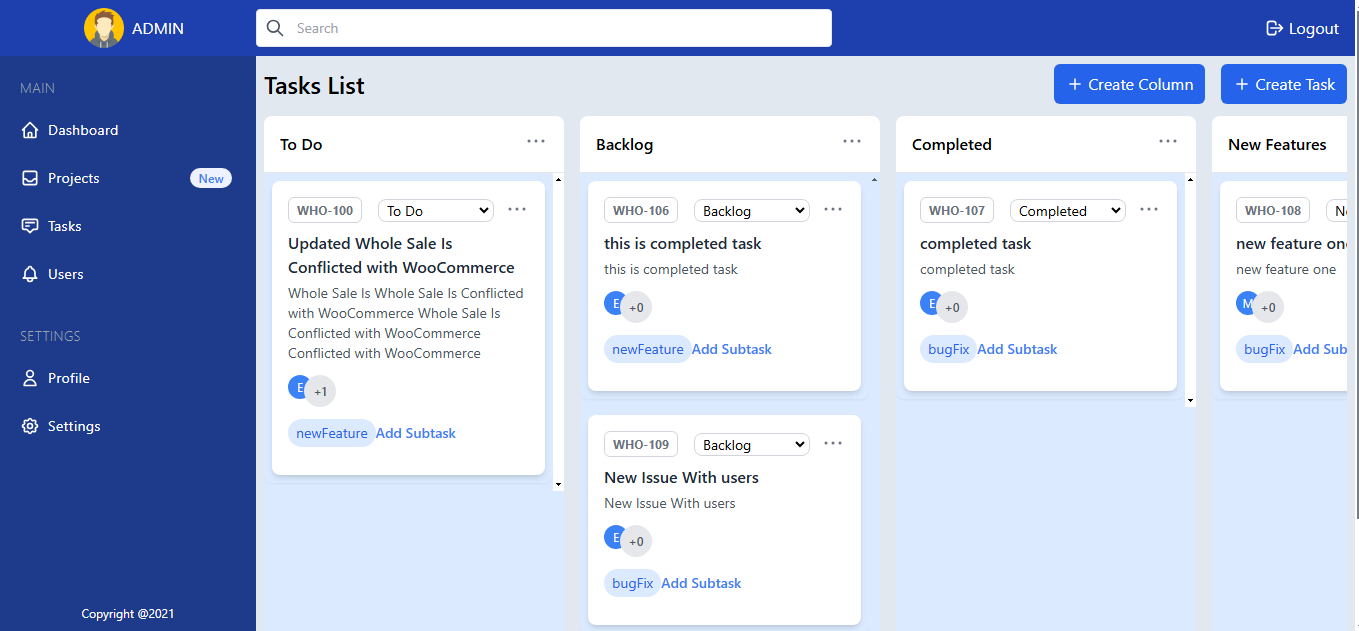 ADMIN
Search
Logout
MAIN
Dashboard
Projects
New
Tasks
Users
SETTINGS
Profile
Settings
Copyright @2021
Tasks List
+ Create Column
+ Create Task
To Do
...
WHO-100
To Do
...
Updated Whole Sale Is
Conflicted with WooCommerce
Whole Sale Is Whole Sale Is Conflicted
with WooCommerce Whole Sale Is
Conflicted with WooCommerce
Conflicted with WooCommerce
E
+1
newFeature
Add Subtask
Backlog
...
WHO-106
Backlog
...
this is completed task
this is completed task
E
+0
newFeature
Add Subtask
WHO-109
Backlog
...
New Issue With users
New Issue With users
E
+0
bugFix
Add Subtask
Completed
...
WHO-107
Completed
...
completed task
completed task
E
+0
bugFix
Add Subtask
New Features
WHO-108
new feature one
new feature one
M
+0
bugFix
Add Sub